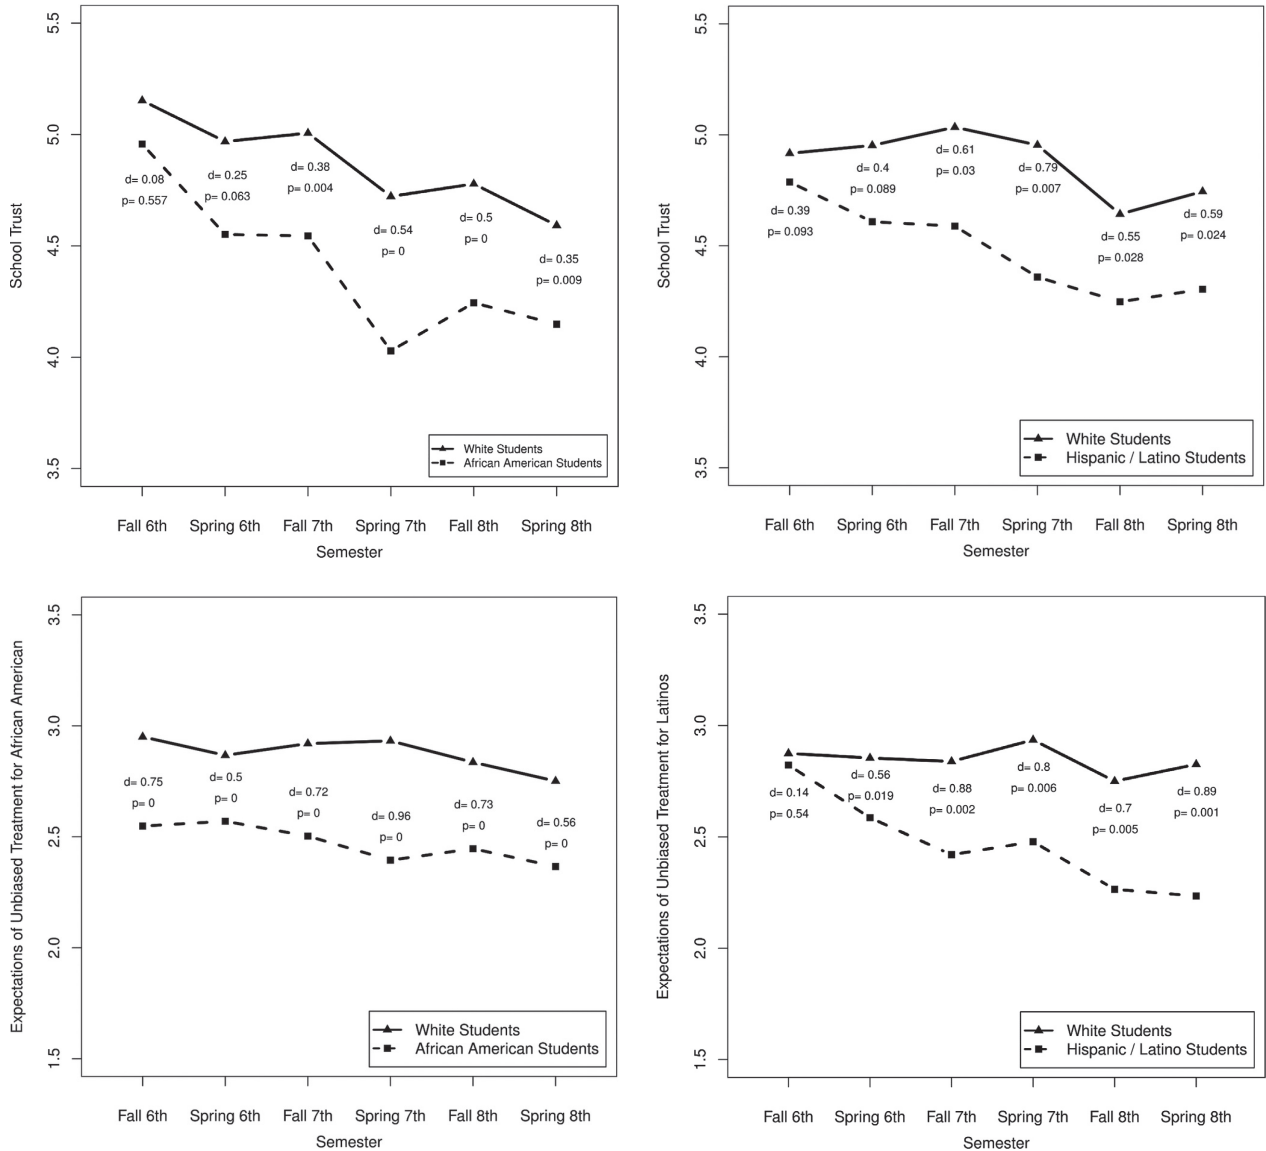 School Trust
5.5
5.0
4.5
4.0
3.5
d= 0.08
p= 0.557
d= 0.25
p= 0.063
d= 0.38
p= 0.004
d= 0.54
p= 0
d= 0.5
p= 0
d= 0.35
p= 0.009
White Students
African American Students
Fall 6th
Spring 6th
Fall 7th
Spring 7th
Fall 8th
Spring 8th
Semester
School Trust
5.5
5.0
4.5
4.0
3.5
d= 0.39
p= 0.093
d= 0.4
p= 0.089
d= 0.61
p= 0.03
d= 0.79
p= 0.007
d= 0.55
p= 0.028
d= 0.59
p= 0.024
White Students
Hispanic / Latino Students
Fall 6th
Spring 6th
Fall 7th
Spring 7th
Fall 8th
Spring 8th
Semester
Expectations of Unbiased Treatment for African American
3.5
3.0
2.5
2.0
1.5
d= 0.75
p= 0
d= 0.5
p= 0
d= 0.72
p= 0
d= 0.96
p= 0
d= 0.73
p= 0
d= 0.56
p= 0
White Students
African American Students
Fall 6th
Spring 6th
Fall 7th
Spring 7th
Fall 8th
Spring 8th
Semester
Expectations of Unbiased Treatment for Latinos
3.5
3.0
2.5
2.0
1.5
d= 0.14
p= 0.54
d= 0.56
p= 0.019
d= 0.88
p= 0.002
d= 0.8
p= 0.006
d= 0.7
p= 0.005
d= 0.89
p= 0.001
White Students
Hispanic / Latino Students
Fall 6th
Spring 6th
Fall 7th
Spring 7th
Fall 8th
Spring 8th
Semester